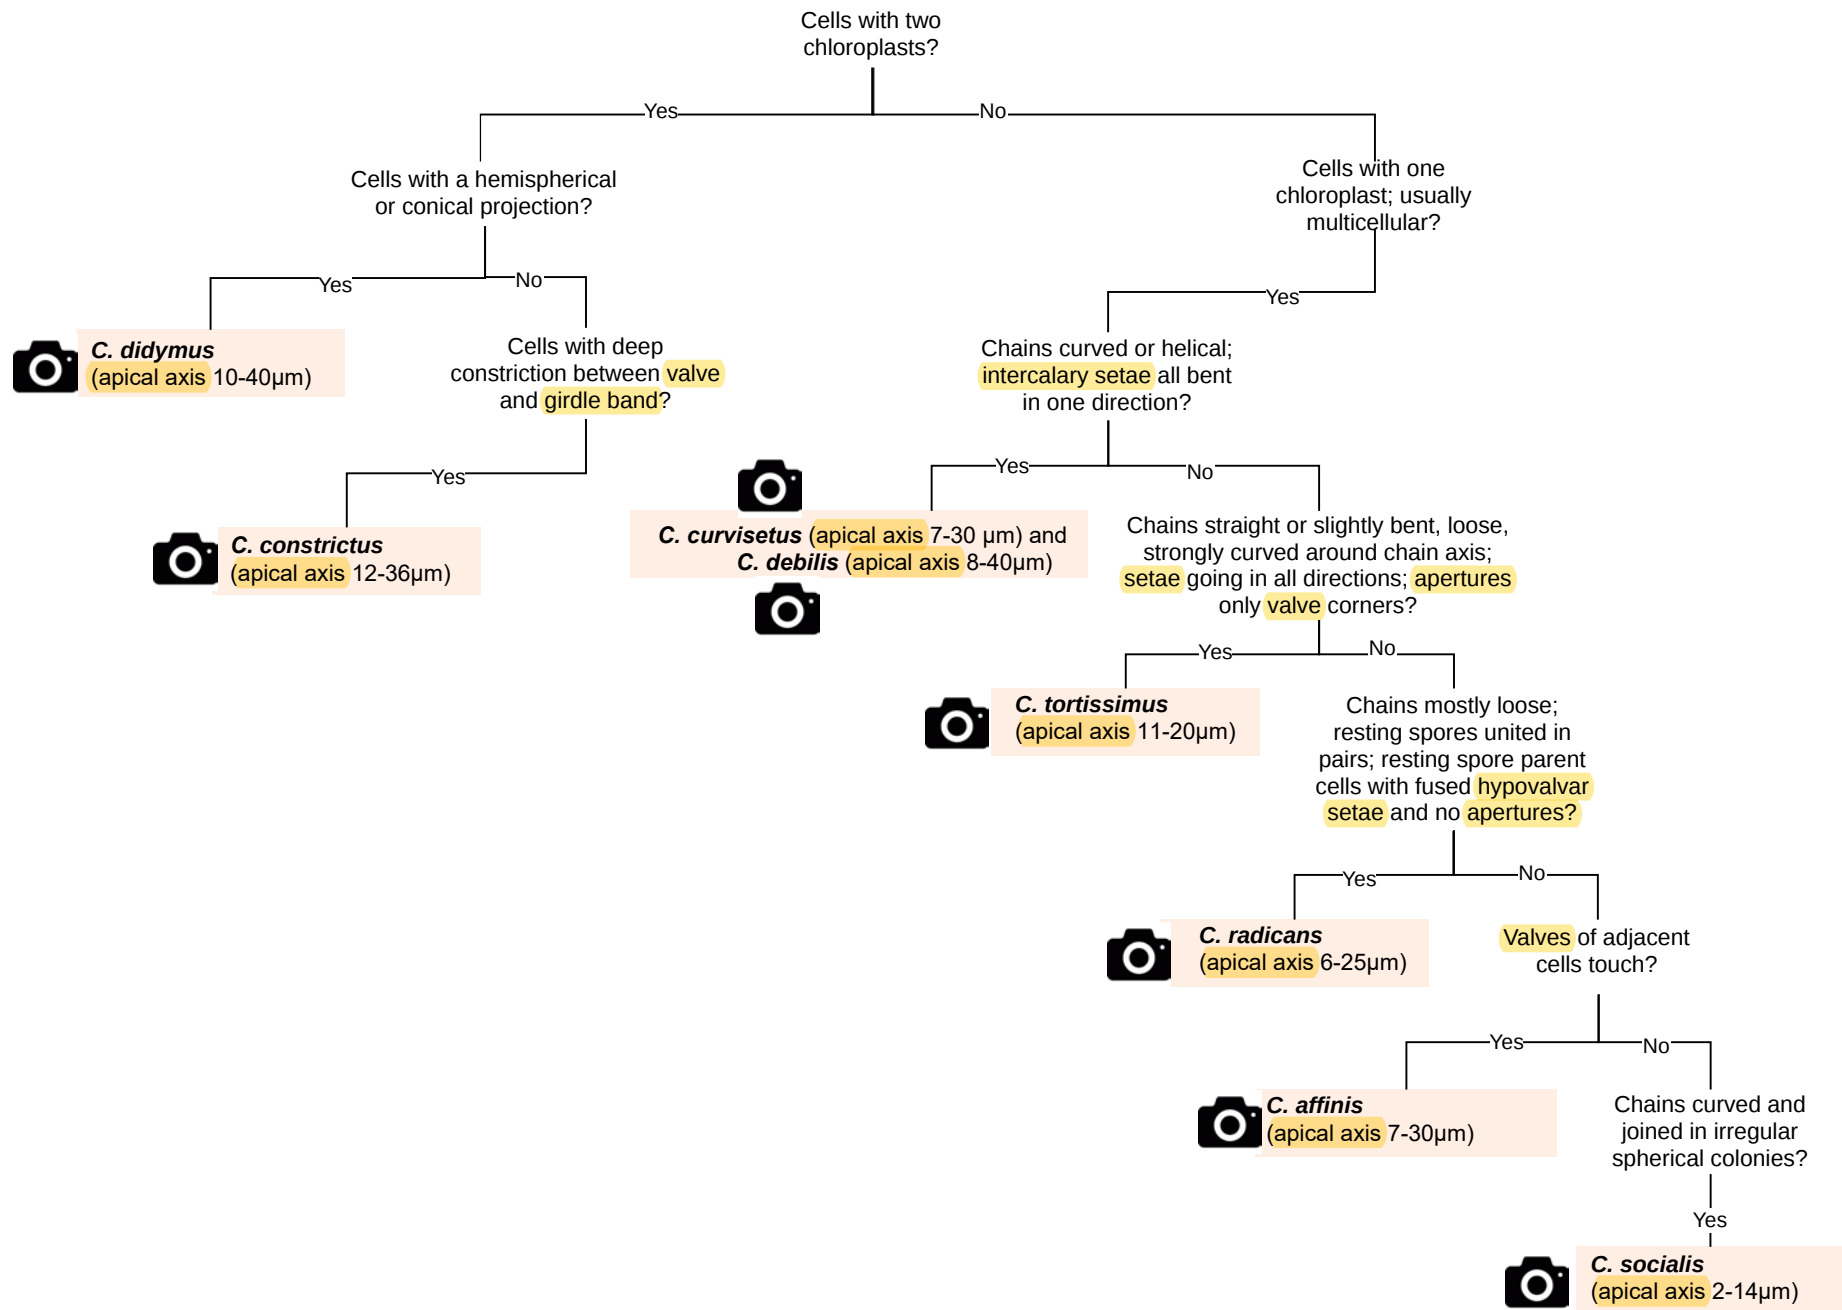 Cells with two
chloroplasts?
Yes
No
Cells with a hemispherical
or conical projection?
Cells with one
chloroplast; usually
multicellular?
Yes
No
Yes
C. didymus
(apical axis 10-40µm)
Cells with deep
constriction between valve
and girdle band?
Chains curved or helical;
intercalary setae all bent
in one direction?
Yes
Yes
No
C. constrictus
(apical axis 12-36µm)
C. curvisetus (apical axis 7-30 µm) and
C. debilis (apical axis 8-40µm)
Chains straight or slightly bent, loose,
strongly curved around chain axis;
setae going in all directions; apertures
only valve corners?
Yes
No
C. tortissimus
(apical axis 11-20µm)
Chains mostly loose;
resting spores united in
pairs; resting spore parent
cells with fused hypovalvar
setae and no apertures?
Yes
No
C. radicans
(apical axis 6-25µm)
Valves of adjacent
cells touch?
Yes
No
C. affinis
(apical axis 7-30µm)
Chains curved and
joined in irregular
spherical colonies?
Yes
C. socialis
(apical axis 2-14µm)